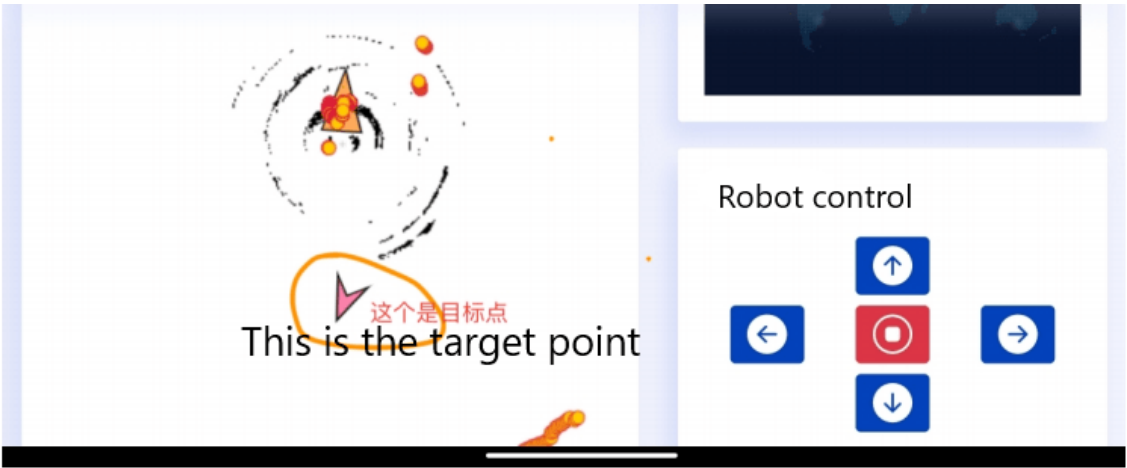 Robot control
这个是目标点
This is the target point